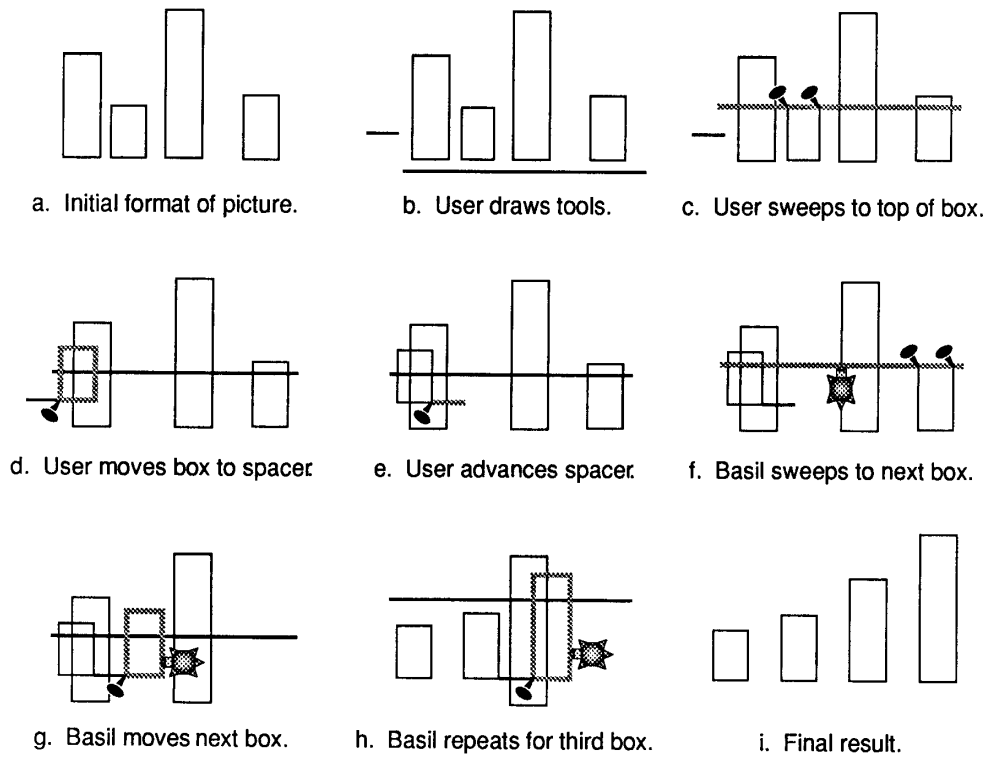 a. Initial format of picture.
b. User draws tools.
c. User sweeps to top of box.
d. User moves box to spacer.
e. User advances spacer.
f. Basil sweeps to next box.
g. Basil moves next box.
h. Basil repeats for third box.
i. Final result.